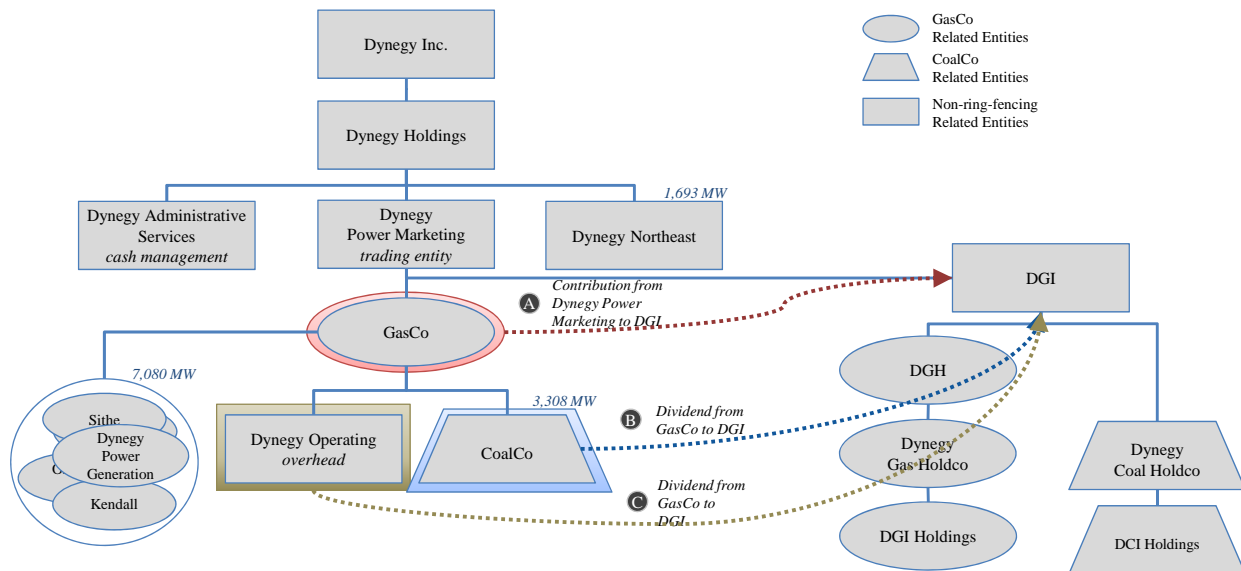 Dynegy Inc.
GasCo
Related Entities
CoalCo
Related Entities
Non-ring-fencing
Related Entities
Dynegy Holdings
1,693 MW
Dynegy Administrative
Services
cash management
Dynegy
Power Marketing
trading entity
Dynegy Northeast
DGI
A
Contribution from
Dynegy Power
Marketing to DGI
GasCo
DGH
7,080 MW
3,308 MW
Sithe
Dynegy
Power
Generation
Kendall
Dynegy Operating
overhead
CoalCo
B
Dividend from
GasCo to DGI
Dynegy
Gas Holdco
Dynegy
Coal Holdco
C
Dividend from
GasCo to
DGI
DGI Holdings
DCI Holdings